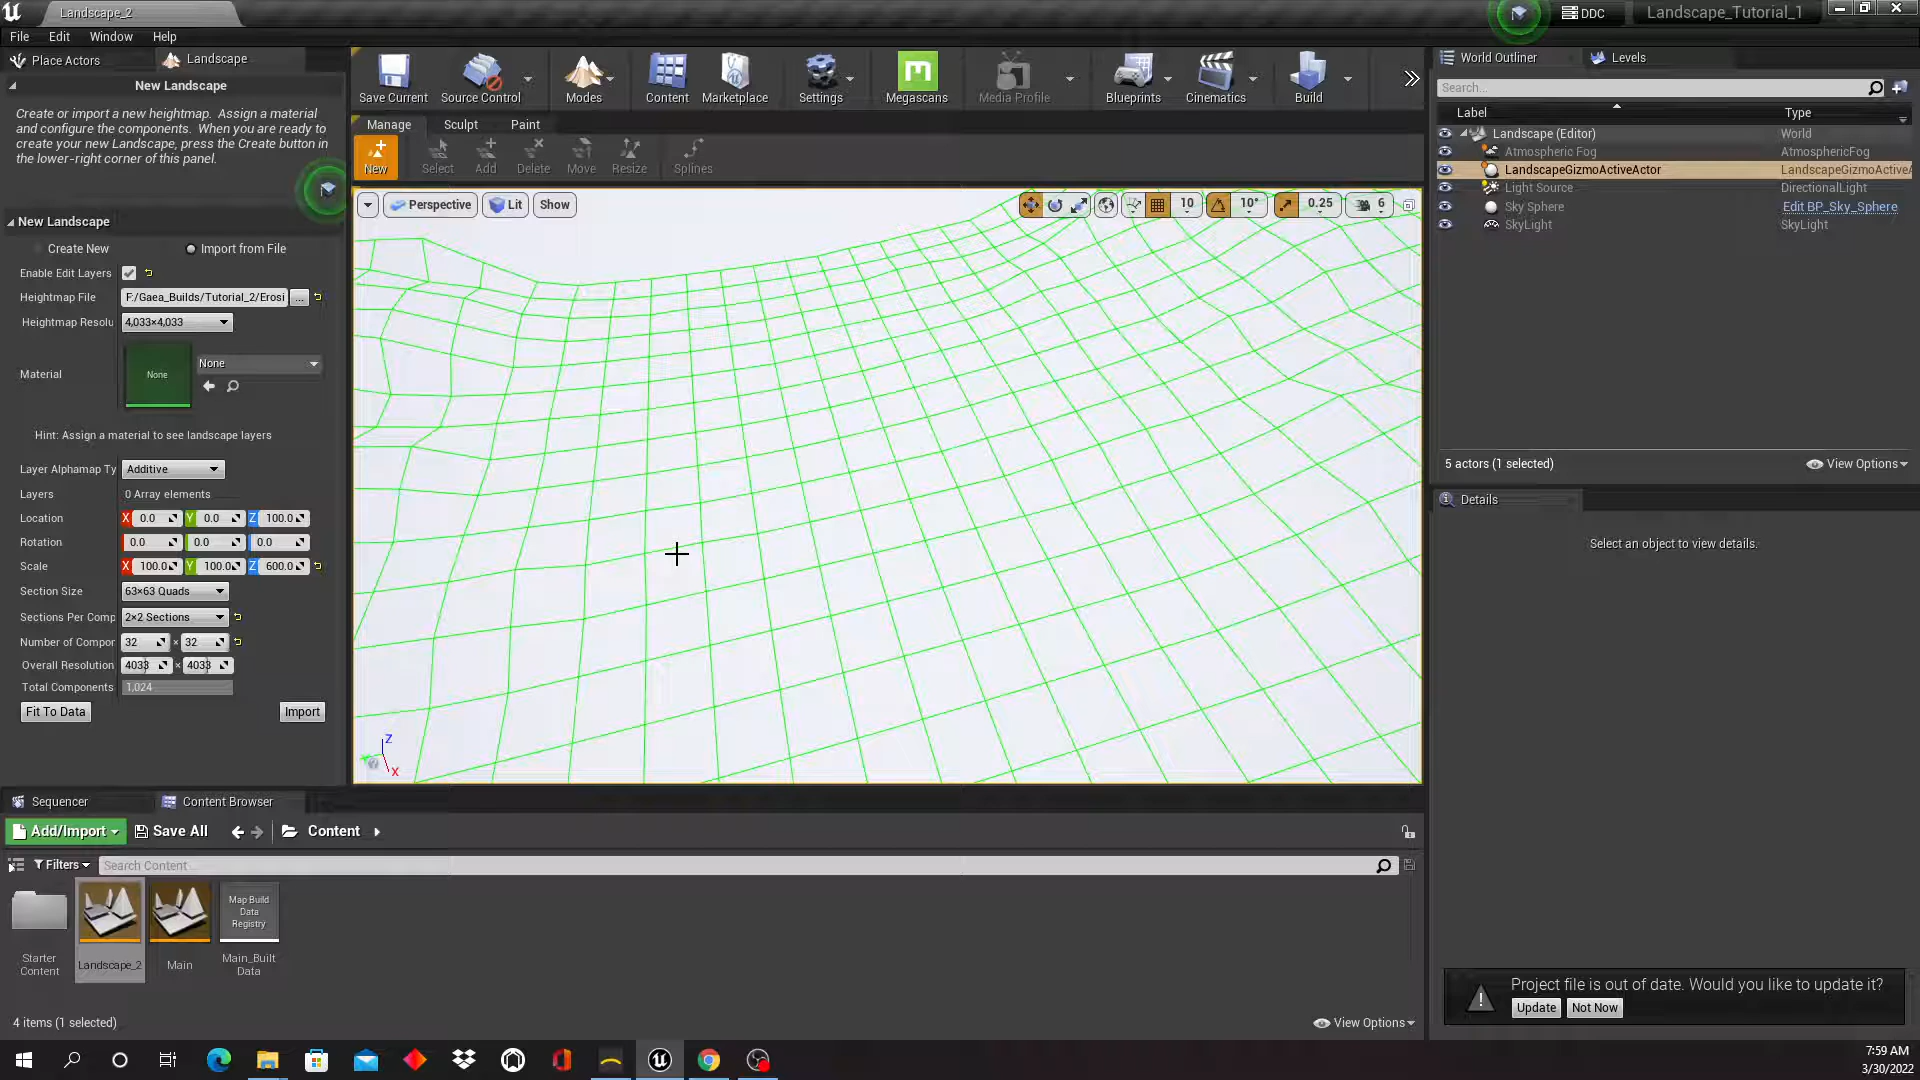 Landscape_2
DDC
Landscape_Tutorial_1
File Edit Window Help
Place Actors
Landscape
New Landscape
Create or import a new heightmap. Assign a material
and configure the components. When you are ready to
create your new Landscape, press the Create button in
the lower-right corner of this panel.
New Landscape
Create New
Import from File
Enable Edit Layers
Heightmap File
F:/Gaea_Builds/Tutorial_2/Erosi
...
Heightmap Resolu
4,033×4,033
Material
None
None
Hint: Assign a material to see landscape layers
Layer Alphamap Ty
Additive
Layers
0 Array elements
Location X 0.0 Y 0.0 Z 100.0
Rotation 0.0 0.0 0.0
Scale X 100.0 Y 100.0 Z 600.0
Section Size
63×63 Quads
Sections Per Comp
2×2 Sections
Number of Compor
32 × 32
Overall Resolution
4033 × 4033
Total Components
1,024
Fit To Data
Import
Save Current
Source Control
Modes
Content
Marketplace
Settings
Megascans
Media Profile
Blueprints
Cinematics
Build
Manage
Sculpt
Paint
New
Select
Add
Delete
Move
Resize
Splines
Perspective
Lit
Show
10
10°
0.25
6
Z
X
World Outliner
Levels
Search...
Label
Type
Landscape (Editor)
World
Atmospheric Fog
AtmosphericFog
LandscapeGizmoActiveActor
LandscapeGizmoActiveA
Light Source
DirectionalLight
Sky Sphere
Edit BP_Sky_Sphere
SkyLight
SkyLight
5 actors (1 selected)
View Options
Details
Select an object to view details.
Sequencer
Content Browser
Add/Import
Save All
Content
Filters
Search Content
Starter
Content
Landscape_2
Main
Map Build
Data
Registry
Main_Built
Data
4 items (1 selected)
View Options
Project file is out of date. Would you like to update it?
Update
Not Now
7:59 AM
3/30/2022